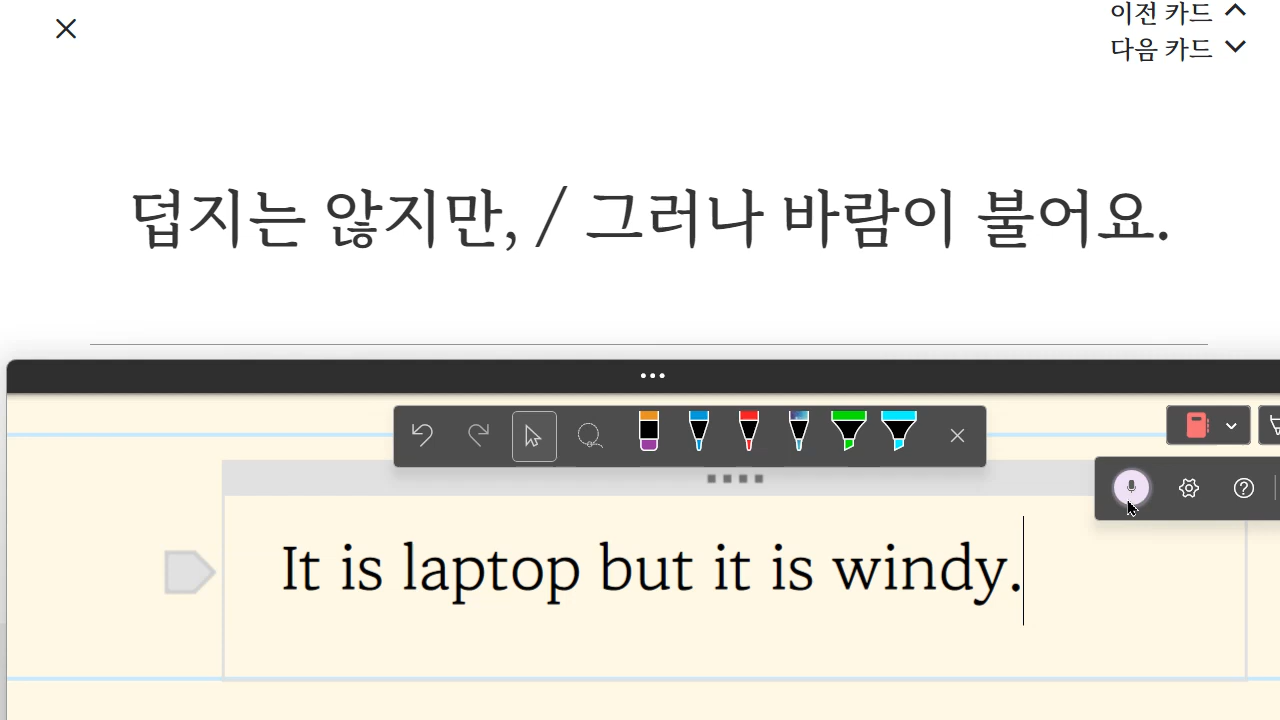 이전 카드
다음 카드
덥지는 않지만, / 그러나 바람이 불어요.
It is laptop but it is windy.